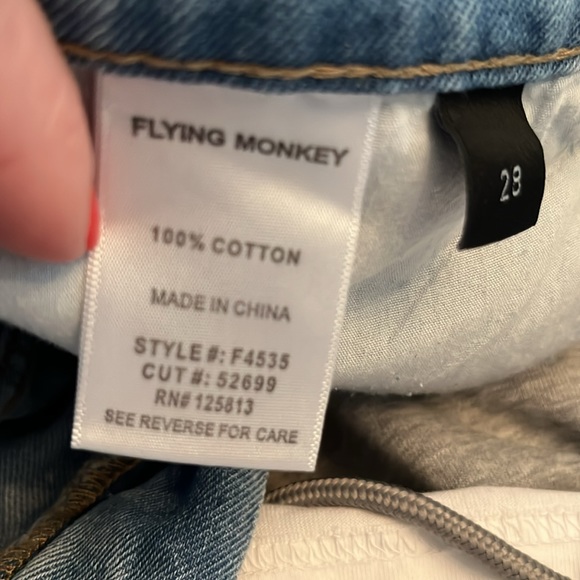 FLYING MONKEY
28
100% COTTON
MADE IN CHINA
STYLE #: F4535
CUT #: 52699
RN# 125813
SEE REVERSE FOR CARE